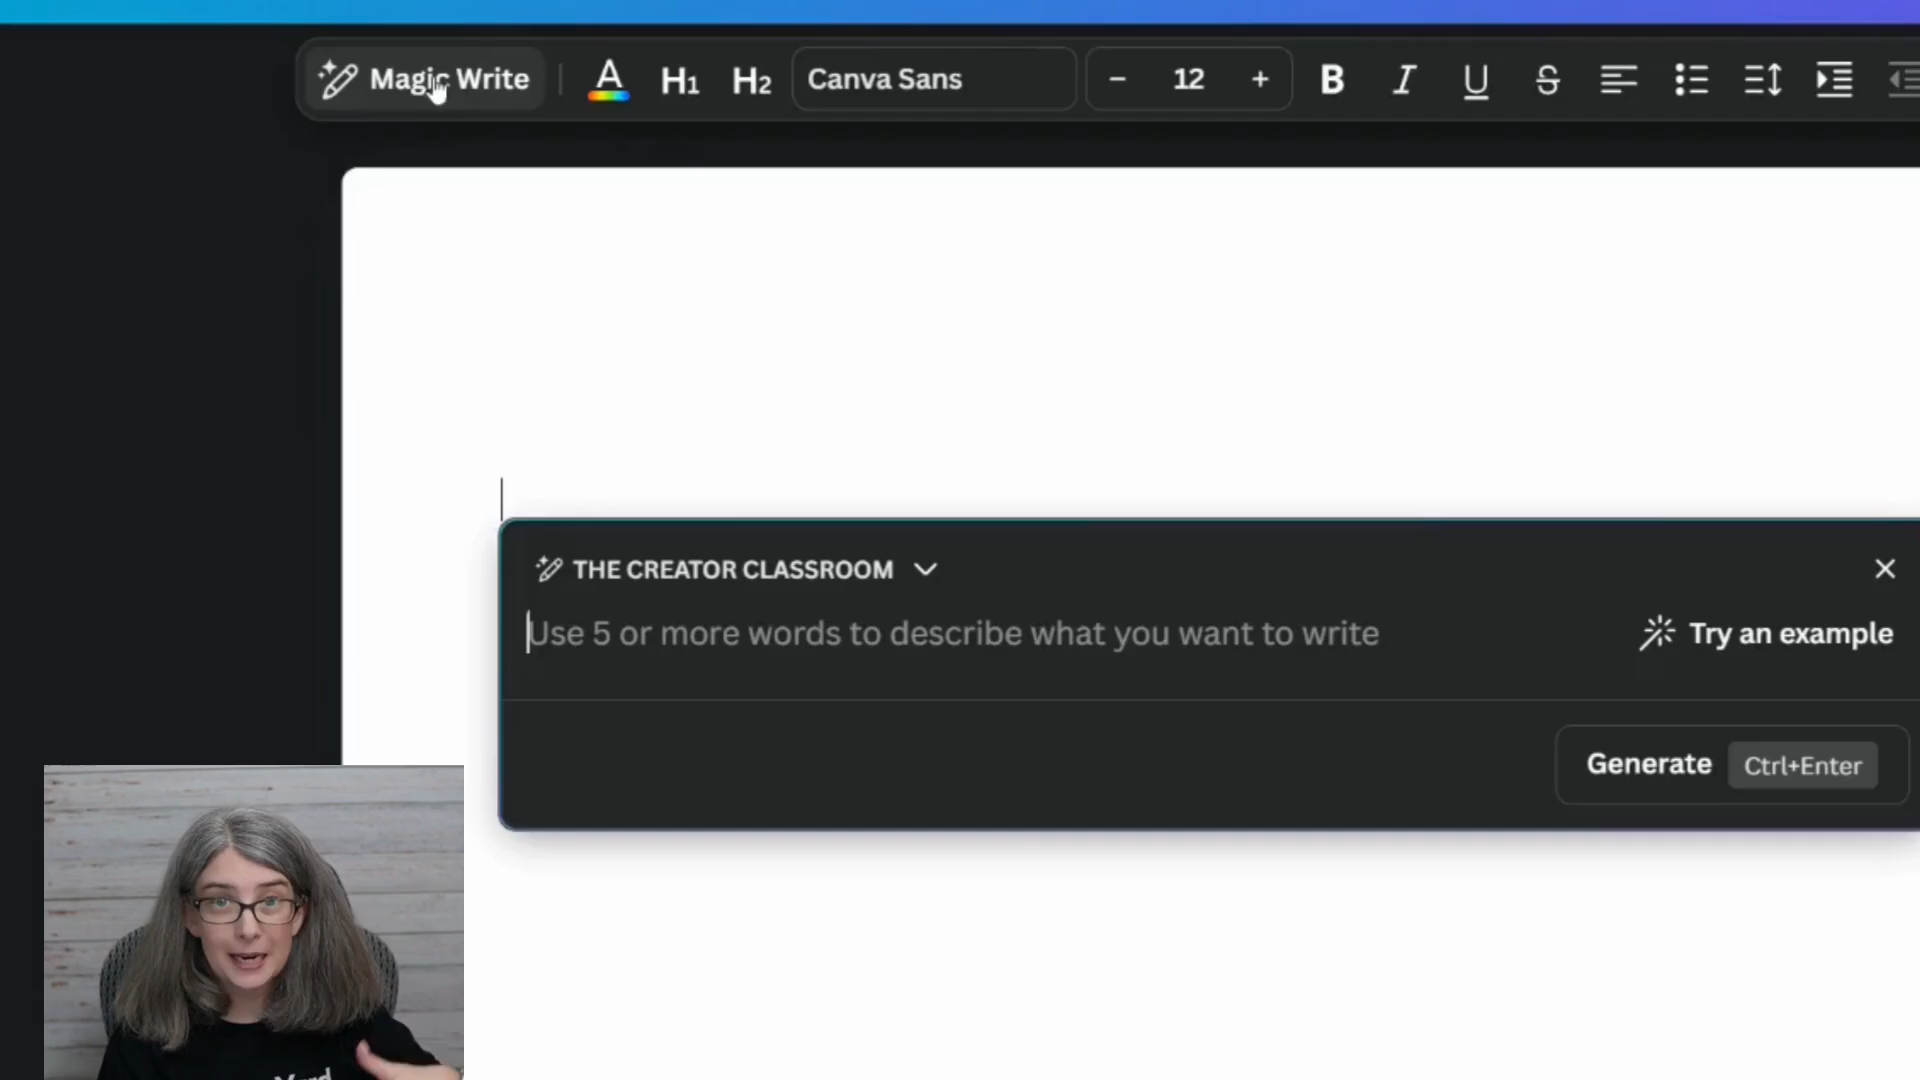 Magic Write A H1 H2 Canva Sans − 12 + B I U S
THE CREATOR CLASSROOM
Use 5 or more words to describe what you want to write Try an example
Generate Ctrl+Enter